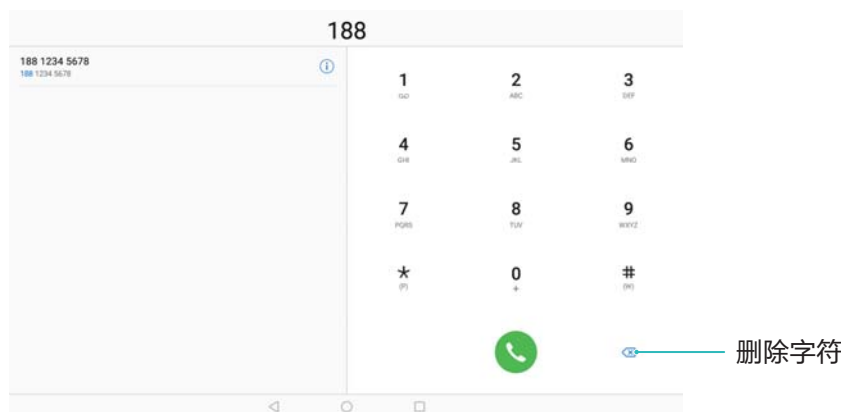 188
188 1234 5678
188 1234 5678
1
2
ABC
3
DEF
4
GHI
5
JKL
6
MNO
7
PQRS
8
TUV
9
WXYZ
*
(P)
0
+
#
(W)
删除字符